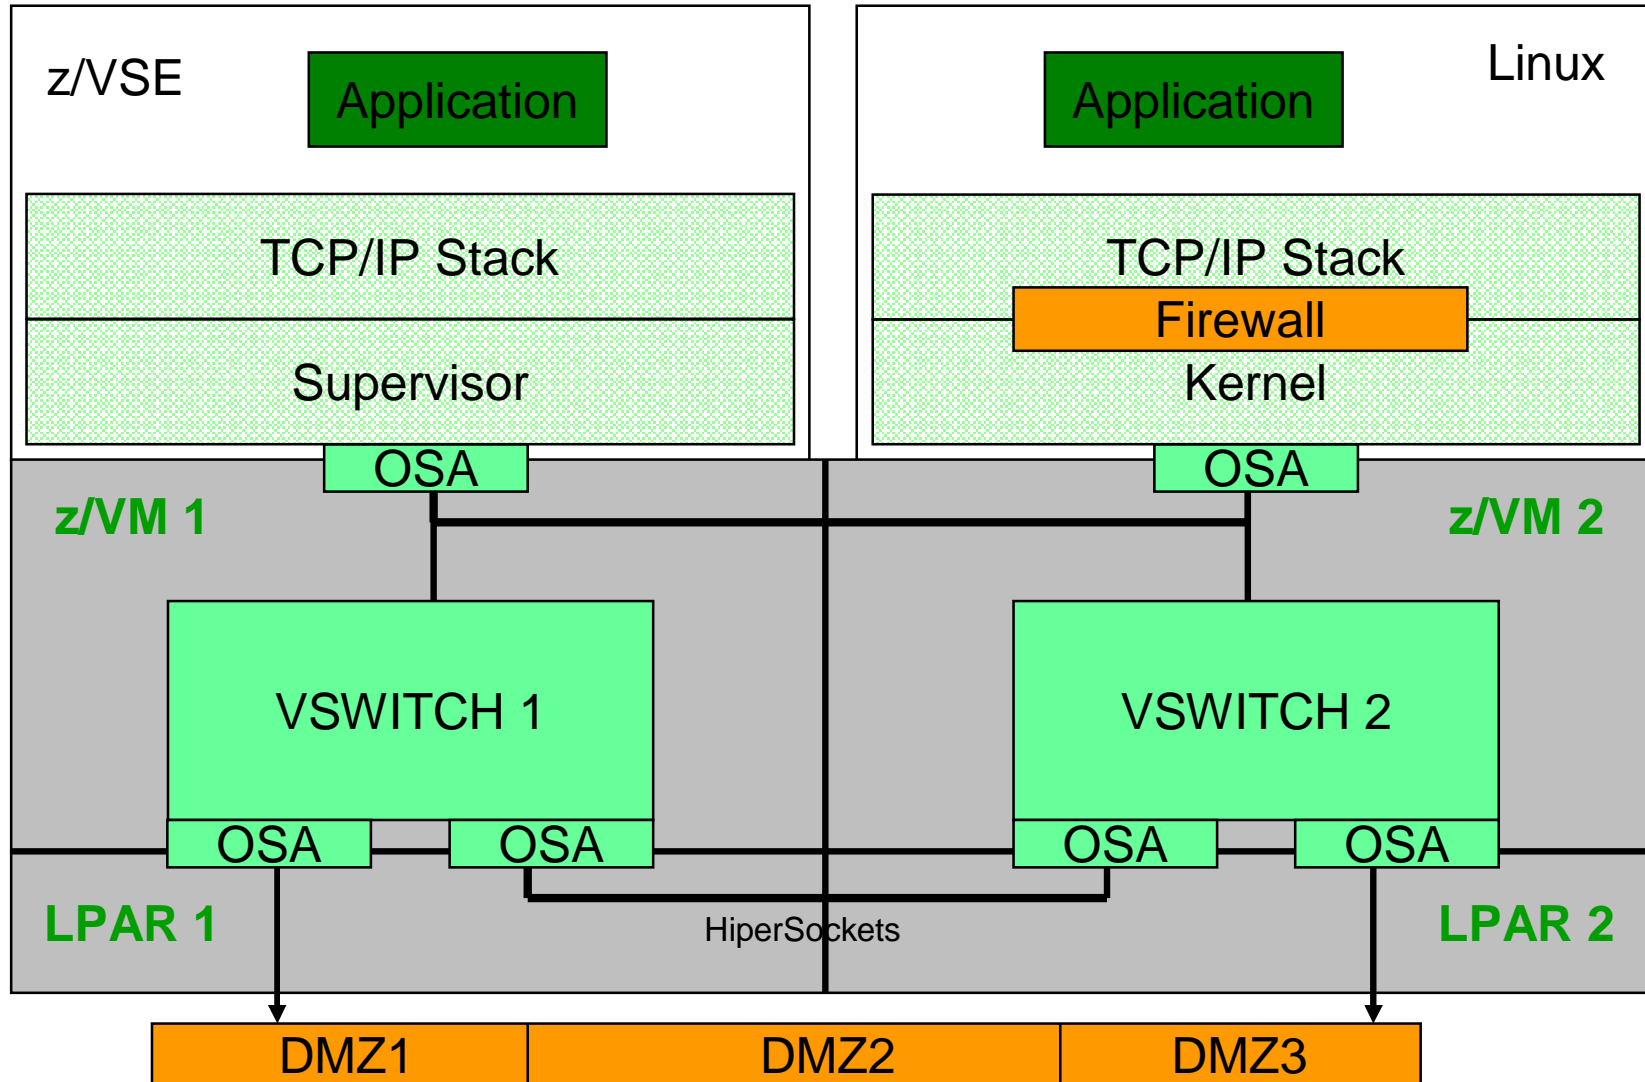 z/VSE
Application
Application
Linux
TCP/IP Stack
TCP/IP Stack
Firewall
Supervisor
Kernel
OSA
OSA
z/VM 1
z/VM 2
VSWITCH 1
VSWITCH 2
OSA
OSA
OSA
OSA
LPAR 1
HiperSockets
LPAR 2
DMZ1
DMZ2
DMZ3